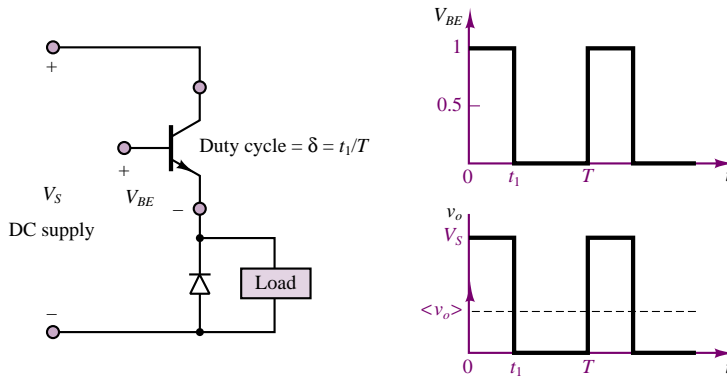 +
Duty cycle = δ = t₁/T
+
V_S
V_BE
−
DC supply
Load
−
V_BE
1
0.5
0
t₁
T
t
v_o
V_S
<v_o>
0
t₁
T
t